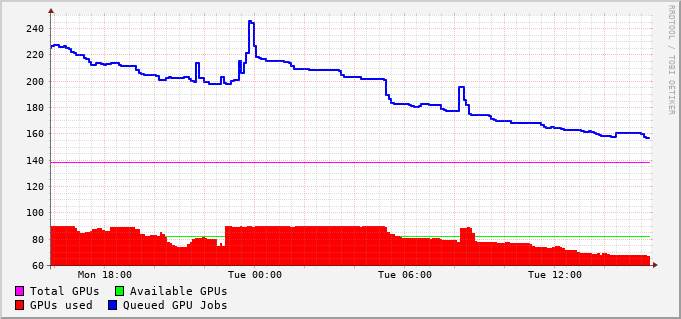 RRDTOOL / TOBI OETIKER
240
220
200
180
160
140
120
100
80
60
Mon 18:00 Tue 00:00 Tue 06:00 Tue 12:00
Total GPUs Available GPUs
GPUs used Queued GPU Jobs